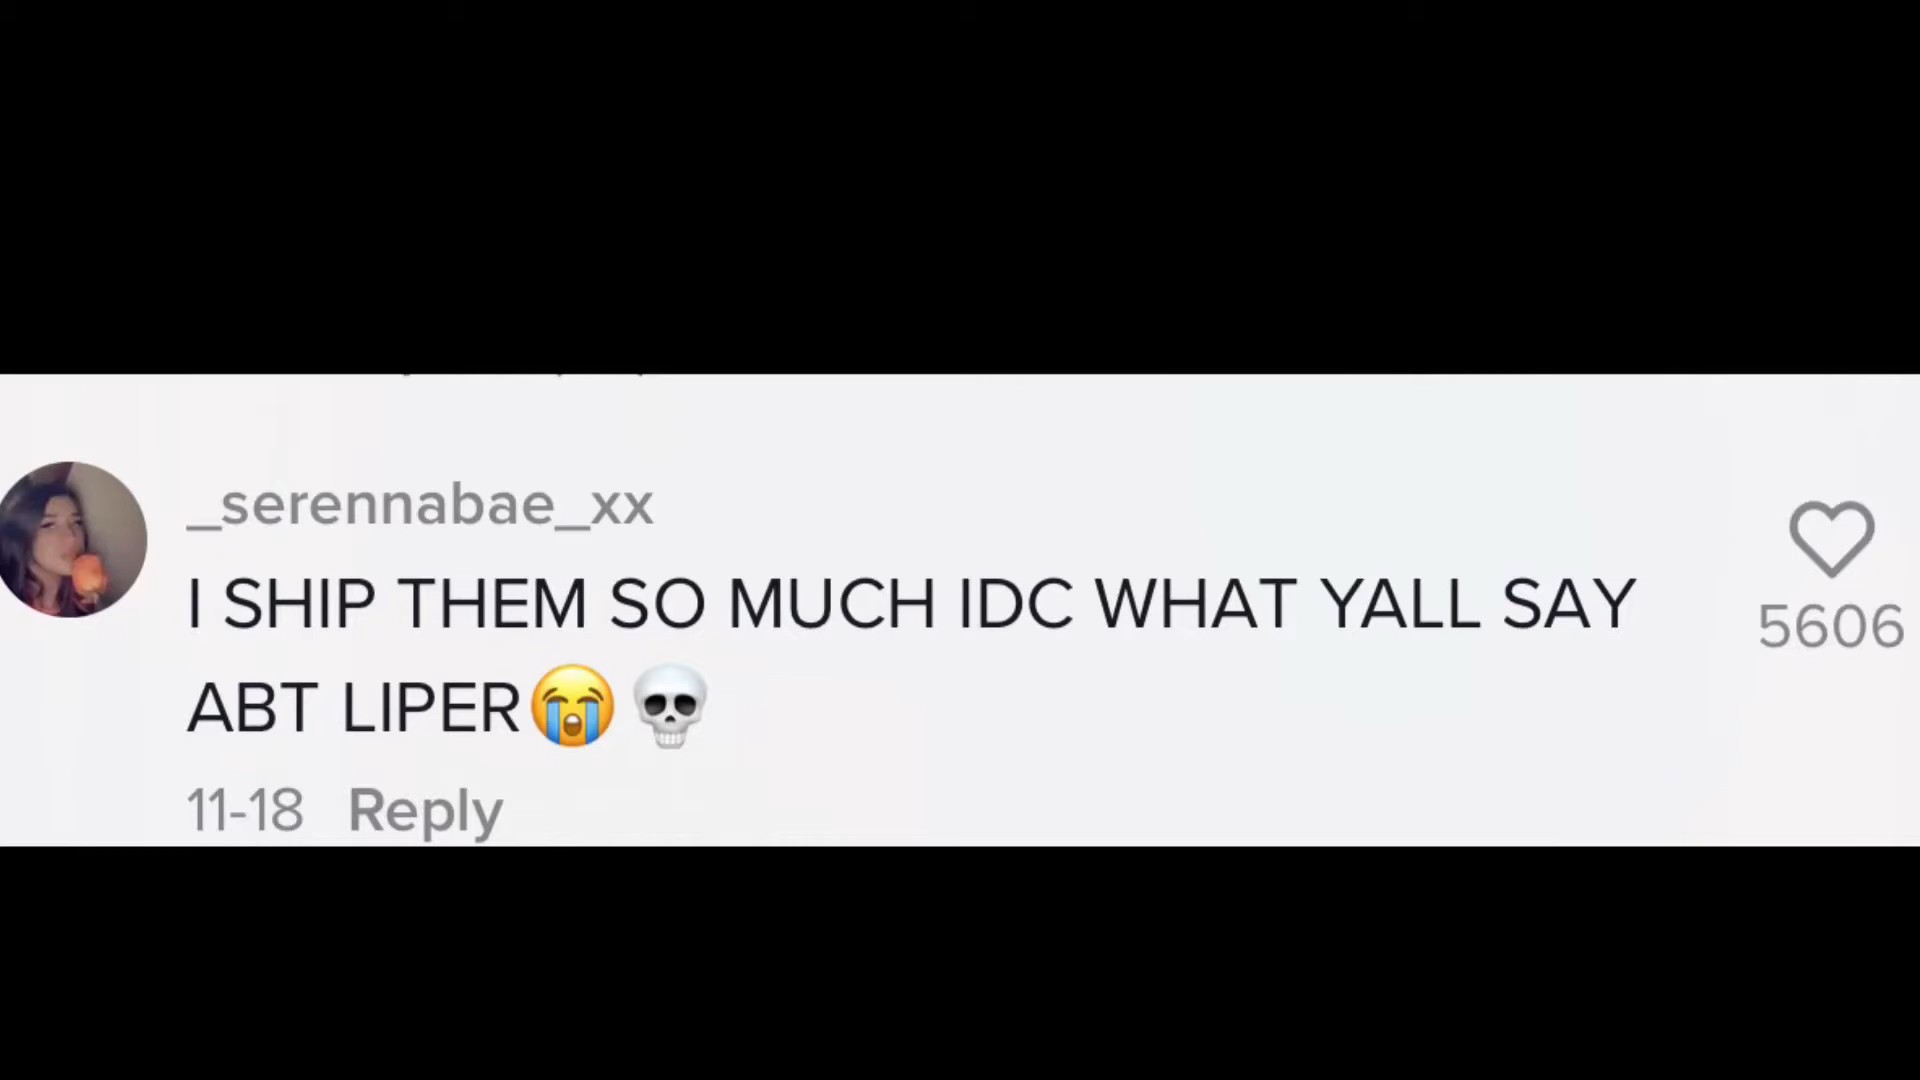 _serennabae_xx
I SHIP THEM SO MUCH IDC WHAT YALL SAY
ABT LIPER😭💀
5606
11-18 Reply